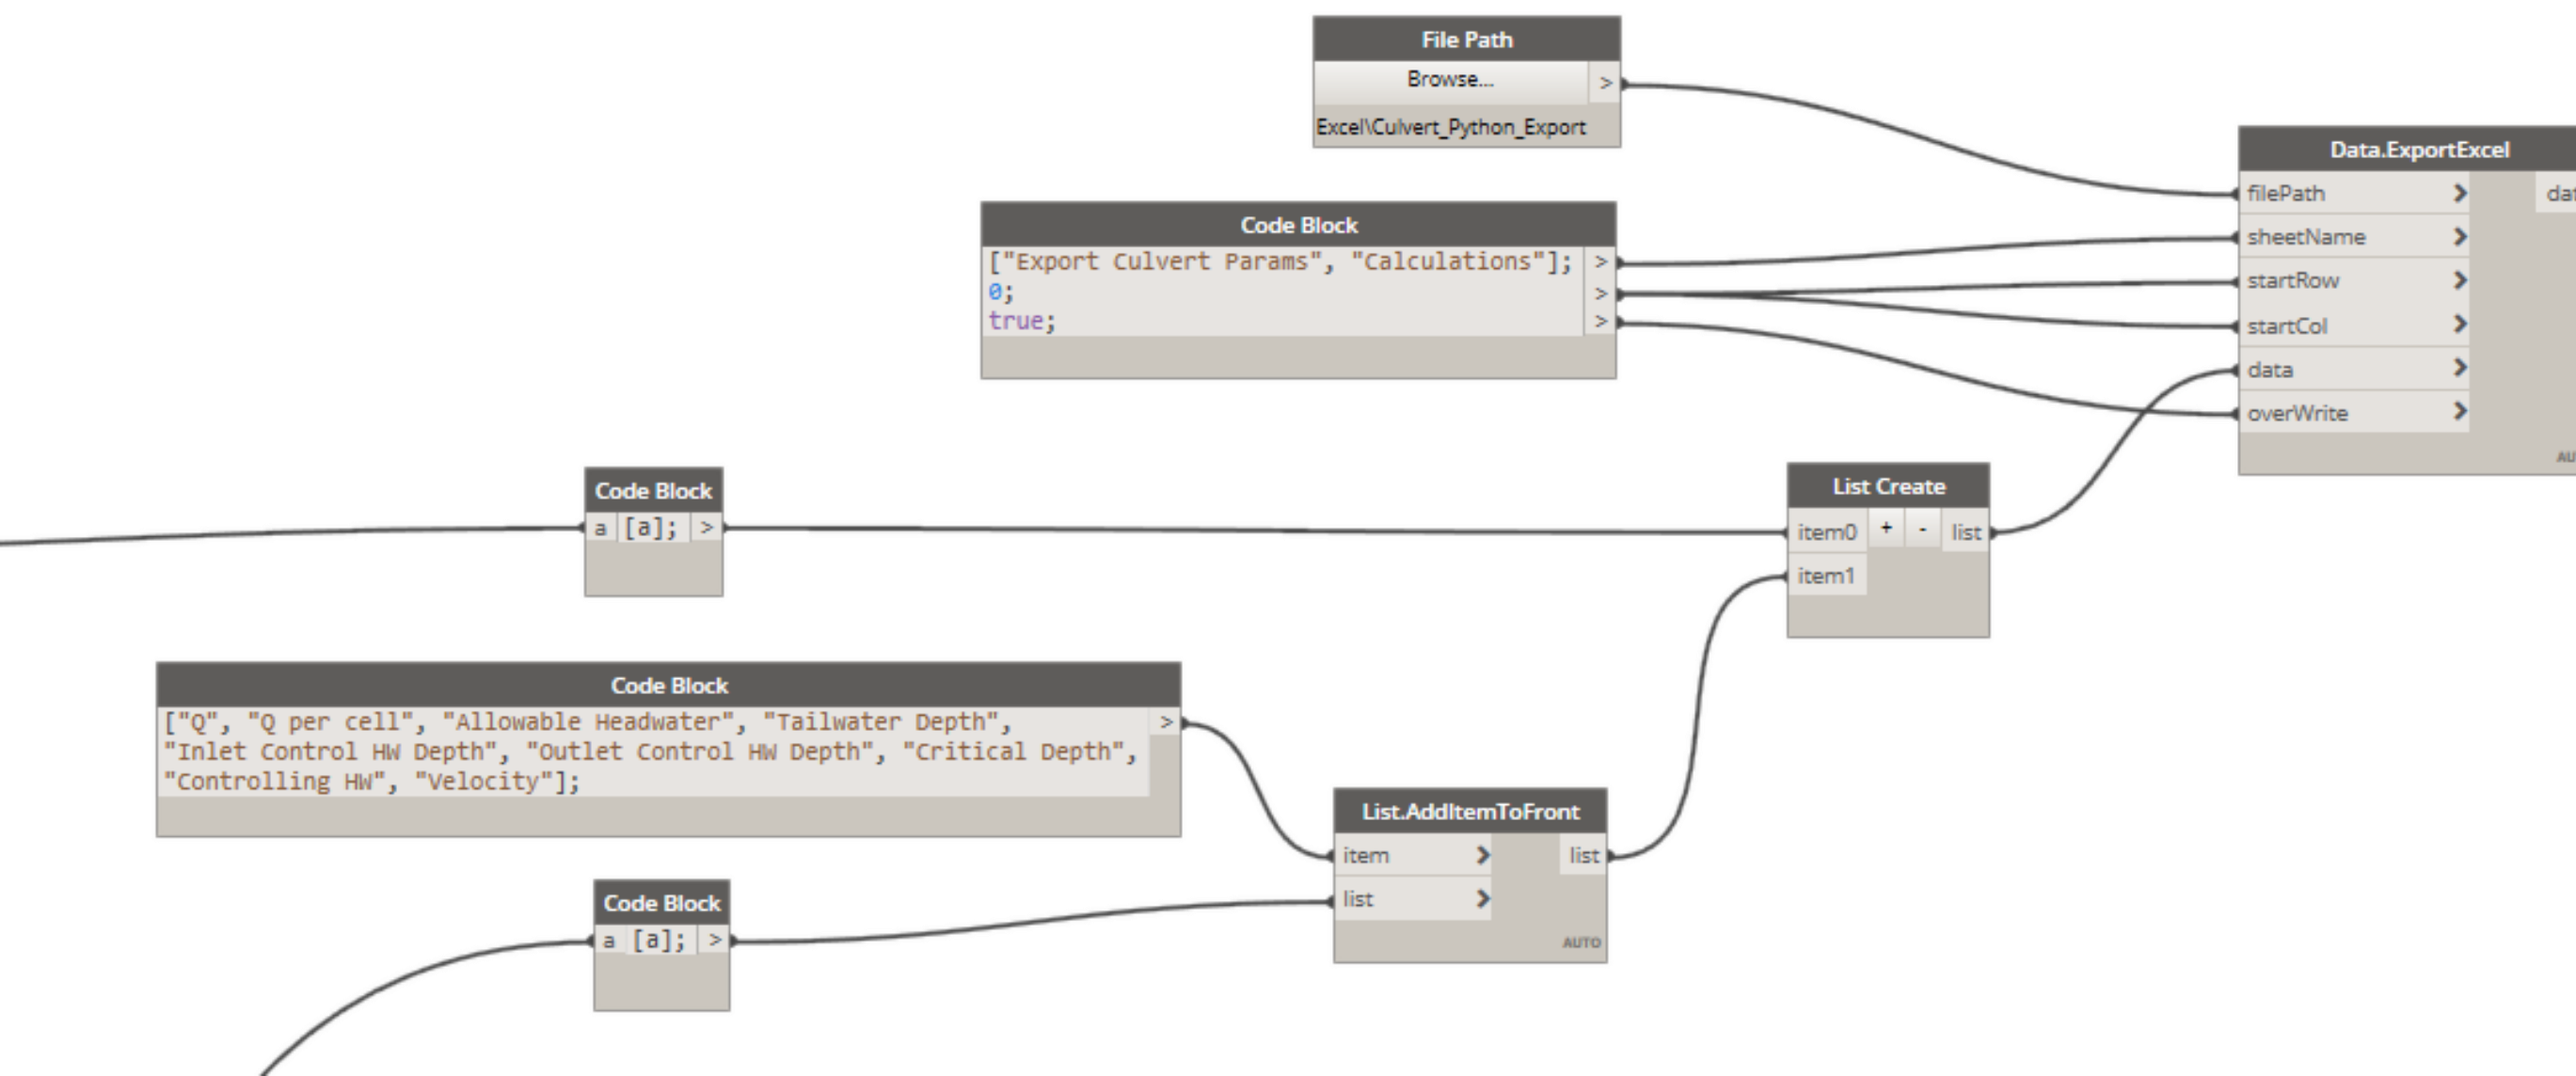 File Path
Browse...
>
Excel\Culvert_Python_Export
Code Block
["Export Culvert Params", "Calculations"]; >
0; >
true; >
Data.ExportExcel
filePath >
sheetName >
startRow >
startCol >
data >
overWrite >
Code Block
a [a]; >
List Create
item0 + - list
item1
Code Block
["Q", "Q per cell", "Allowable Headwater", "Tailwater Depth", >
"Inlet Control HW Depth", "Outlet Control HW Depth", "Critical Depth",
"Controlling HW", "Velocity"];
List.AddItemToFront
item > list
list >
AUTO
Code Block
a [a]; >